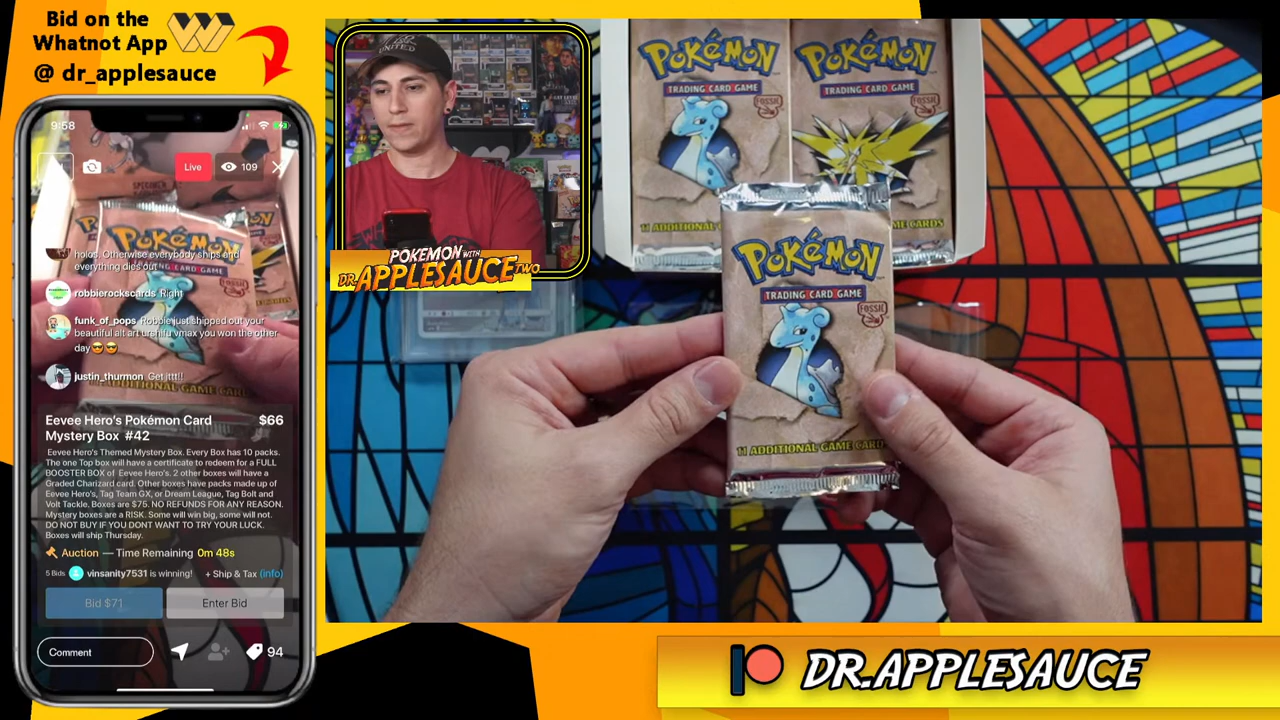 Bid on the
Whatnot App
@ dr_applesauce
9:58
Live
109
Pokémon
holos. Otherwise everybody ships and
everything dies out
robbierockscards Right
funk_of_pops Robbie just shipped out your
beautiful alt art urshifu vmax you won the other
day
justin_thurmon Get ittt!!
ADDITIONAL GAME CARD
Eevee Hero's Pokémon Card
Mystery Box #42
$66
Eevee Hero's Themed Mystery Box. Every Box has 10 packs.
The one Top box will have a certificate to redeem for a FULL
BOOSTER BOX of Eevee Hero's. 2 other boxes will have a
Graded Charizard card. Other boxes have packs made up of
Eevee Hero's, Tag Team GX, or Dream League, Tag Bolt and
Volt Tackle. Boxes are $75. NO REFUNDS FOR ANY REASON.
Mystery boxes are a RISK. Some will win big, some will not.
DO NOT BUY IF YOU DONT WANT TO TRY YOUR LUCK.
Boxes will ship Thursday.
Auction — Time Remaining 0m 48s
5 Bids vinsanity7531 is winning! + Ship & Tax (info)
Bid $71
Enter Bid
Comment
94
UNITED
POKEMON WITH
DR. APPLESAUCE TWO
POKéMON
TRADING CARD GAME
FOSSIL
POKéMON
TRADING CARD GAME
FOSSIL
GAME CARDS
POKéMON
TRADING CARD GAME
FOSSIL
11 ADDITIONAL GAME CARD
DR.APPLESAUCE